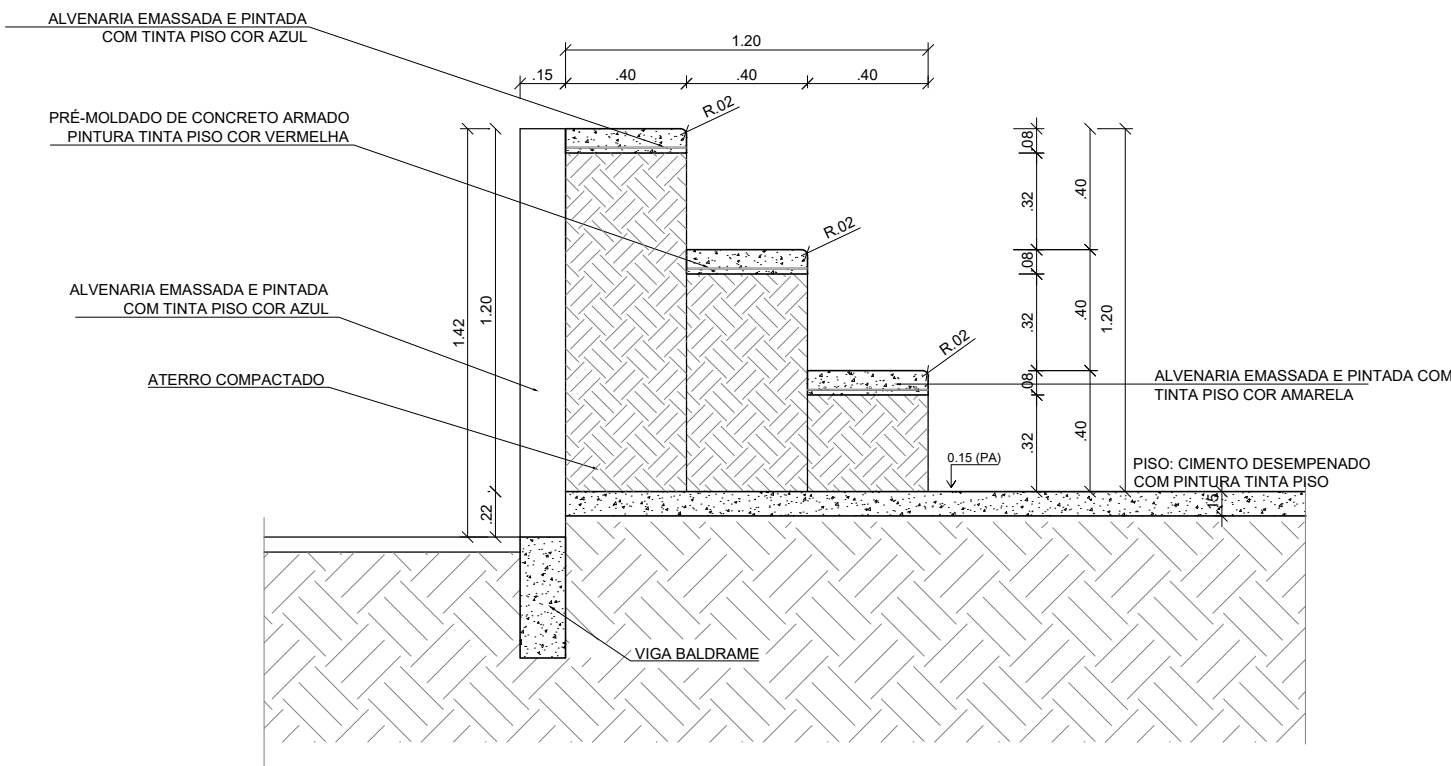 ALVENARIA EMASSADA E PINTADA
COM TINTA PISO COR AZUL
1.20
.15
.40
.40
.40
PRÉ-MOLDADO DE CONCRETO ARMADO
PINTURA TINTA PISO COR VERMELHA
R.02
R.02
R.02
ALVENARIA EMASSADA E PINTADA
COM TINTA PISO COR AZUL
ATERRO COMPACTADO
1.42
1.20
.22
.08
.32
.08
.32
.08
.32
.40
.40
.40
1.20
ALVENARIA EMASSADA E PINTADA COM
TINTA PISO COR AMARELA
0.15 (PA)
PISO: CIMENTO DESEMPENADO
COM PINTURA TINTA PISO
.15
VIGA BALDRAME